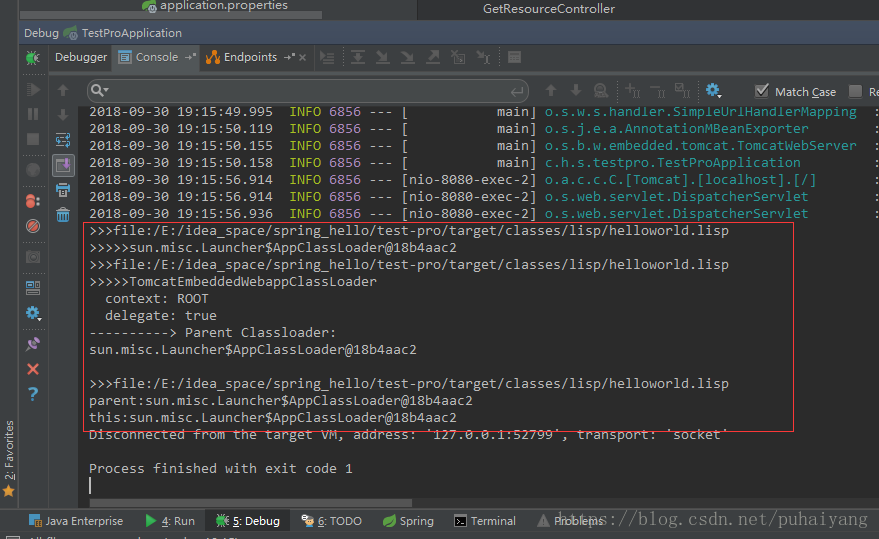 application.properties
GetResourceController
Debug TestProApplication
Debugger Console Endpoints
Match Case Re
2018-09-30 19:15:49.995 INFO 6856 --- [ main] o.s.w.s.handler.SimpleUrlHandlerMapping :
2018-09-30 19:15:50.119 INFO 6856 --- [ main] o.s.j.e.a.AnnotationMBeanExporter :
2018-09-30 19:15:50.155 INFO 6856 --- [ main] o.s.b.w.embedded.tomcat.TomcatWebServer :
2018-09-30 19:15:50.158 INFO 6856 --- [ main] c.h.s.testpro.TestProApplication :
2018-09-30 19:15:56.914 INFO 6856 --- [nio-8080-exec-2] o.a.c.c.C.[Tomcat].[localhost].[/] :
2018-09-30 19:15:56.914 INFO 6856 --- [nio-8080-exec-2] o.s.web.servlet.DispatcherServlet :
2018-09-30 19:15:56.936 INFO 6856 --- [nio-8080-exec-2] o.s.web.servlet.DispatcherServlet :
>>>file:/E:/idea_space/spring_hello/test-pro/target/classes/lisp/helloworld.lisp
>>>>>sun.misc.Launcher$AppClassLoader@18b4aac2
>>>file:/E:/idea_space/spring_hello/test-pro/target/classes/lisp/helloworld.lisp
>>>>>TomcatEmbeddedWebappClassLoader
context: ROOT
delegate: true
----------> Parent Classloader:
sun.misc.Launcher$AppClassLoader@18b4aac2
>>>file:/E:/idea_space/spring_hello/test-pro/target/classes/lisp/helloworld.lisp
parent:sun.misc.Launcher$AppClassLoader@18b4aac2
this:sun.misc.Launcher$AppClassLoader@18b4aac2
Disconnected from the target VM, address: '127.0.0.1:52799', transport: 'socket'
Process finished with exit code 1
2: Favorites
Java Enterprise 4: Run 5: Debug 6: TODO Spring Terminal Problems
https://blog.csdn.net/puhaiyang